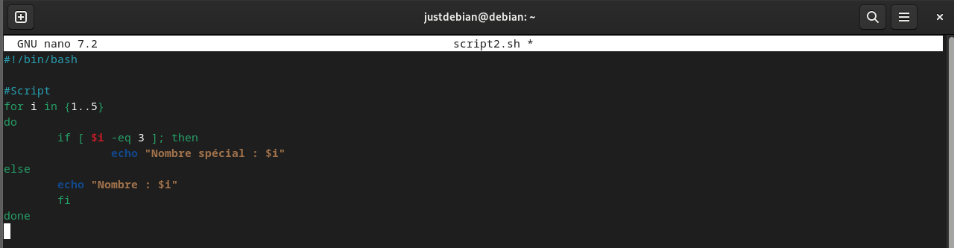 justdebian@debian: ~
GNU nano 7.2 script2.sh *
#!/bin/bash
#Script
for i in {1..5}
do
if [ $i -eq 3 ]; then
echo "Nombre spécial : $i"
else
echo "Nombre : $i"
fi
done